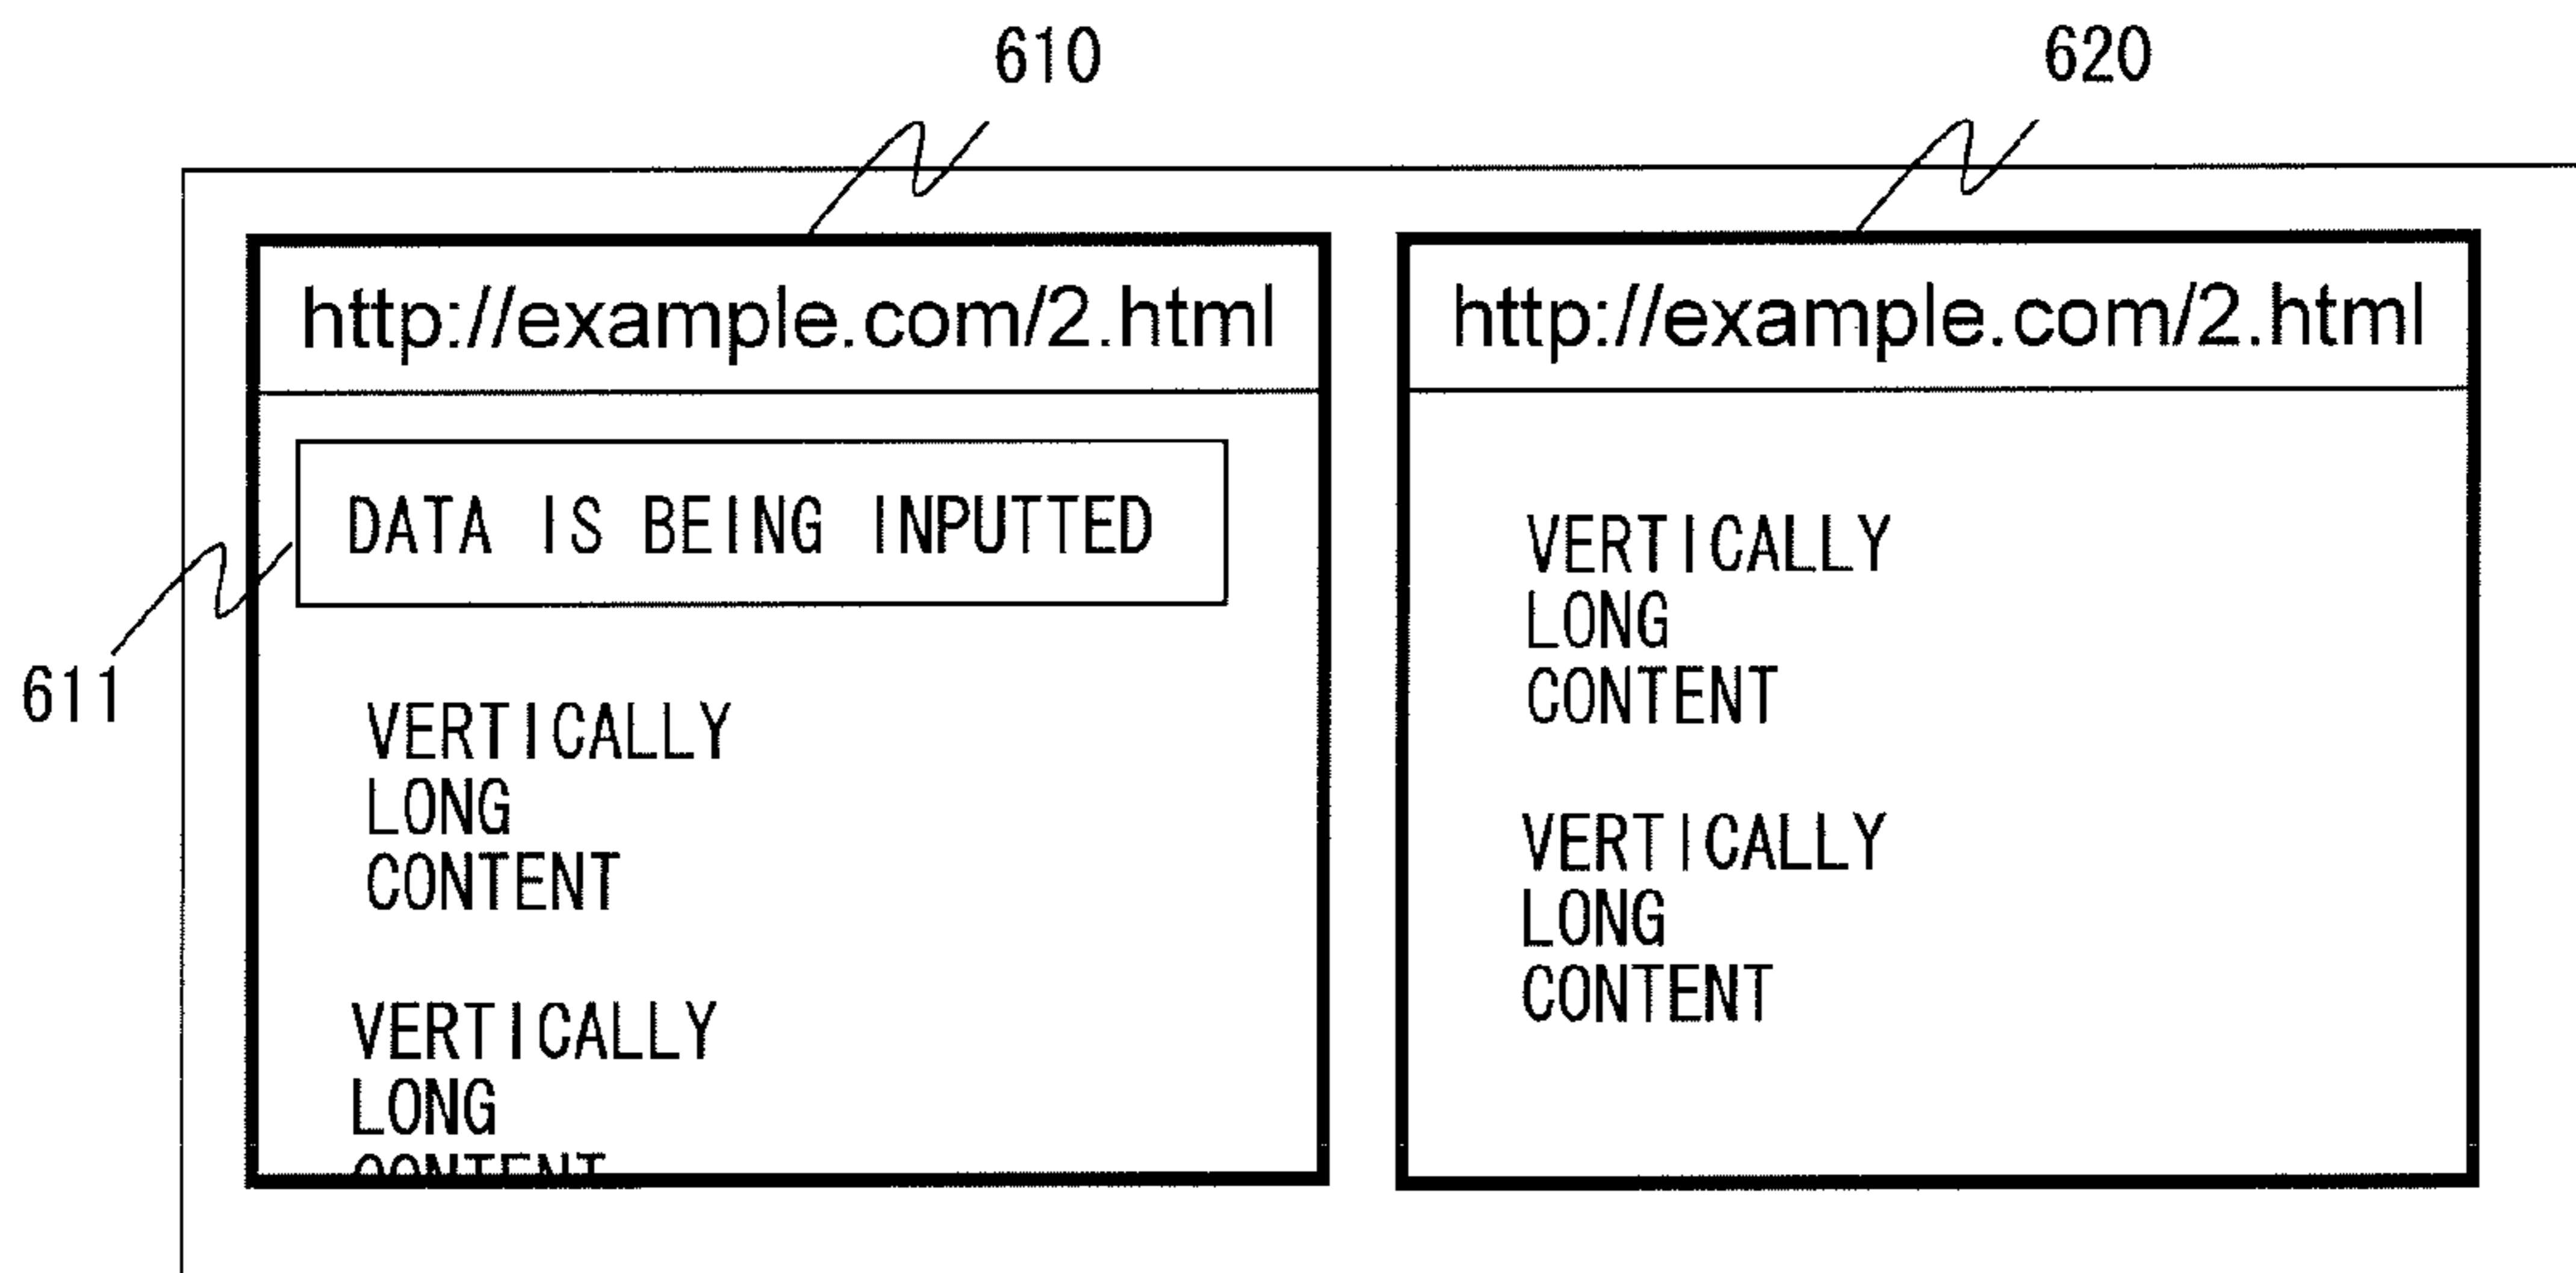 610
620
http://example.com/2.html
DATA IS BEING INPUTTED
611
VERTICALLY
LONG
CONTENT
VERTICALLY
LONG
CONTENT
http://example.com/2.html
VERTICALLY
LONG
CONTENT
VERTICALLY
LONG
CONTENT